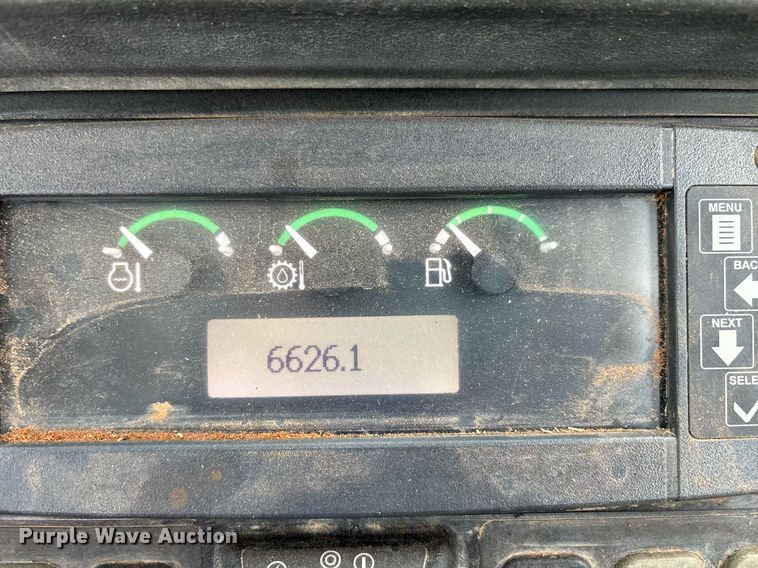 MENU
BAC
6626.1
NEXT
SELE
Purple Wave Auction